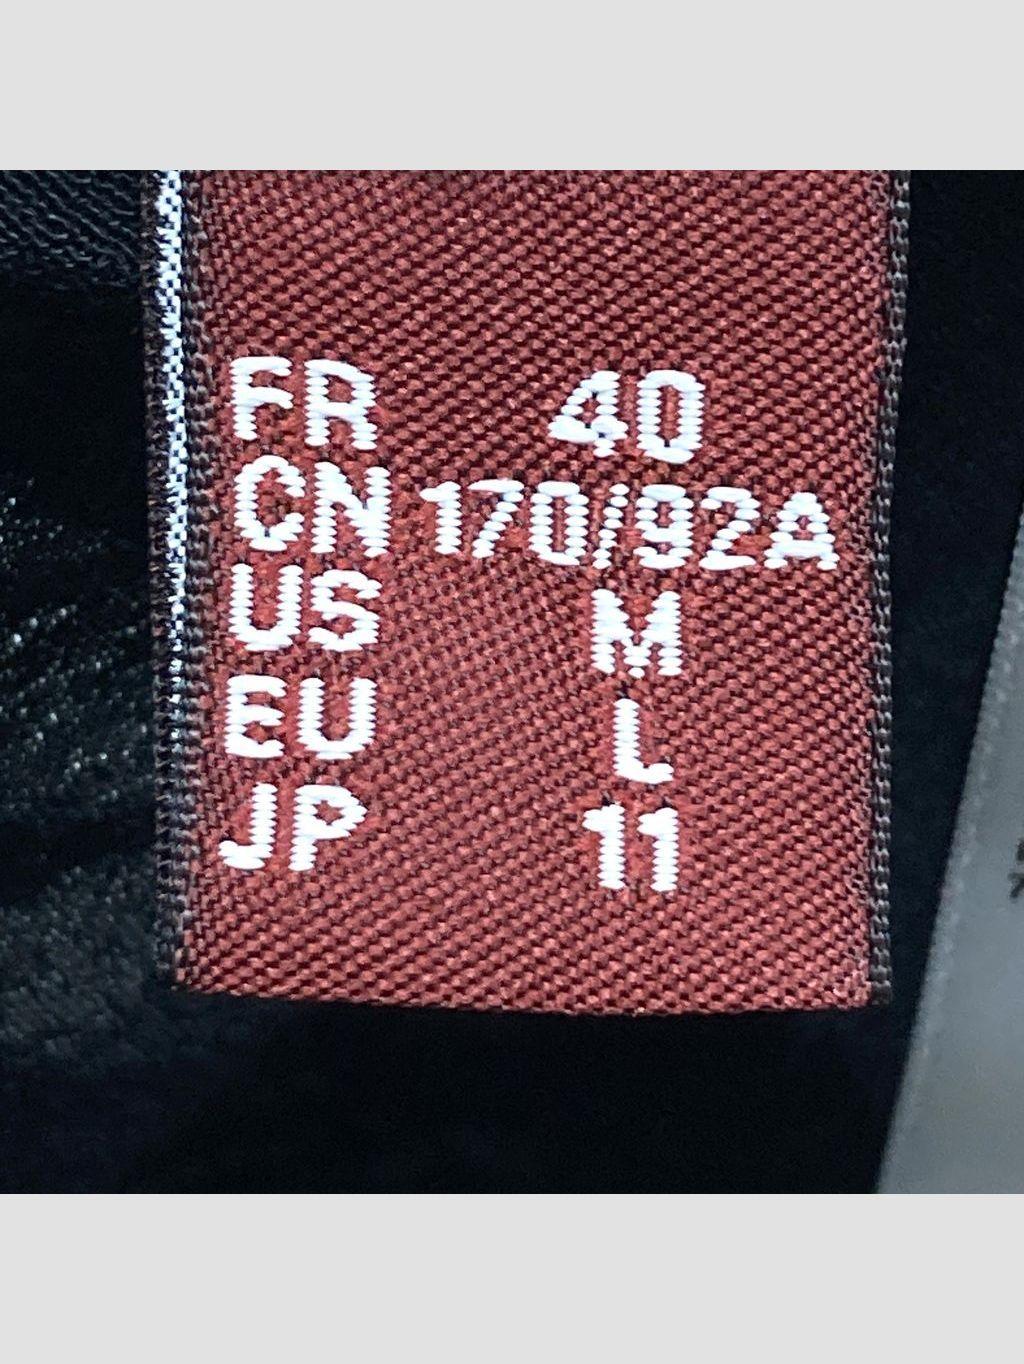 FR 40
CN 170/92A
US M
EU L
JP 11